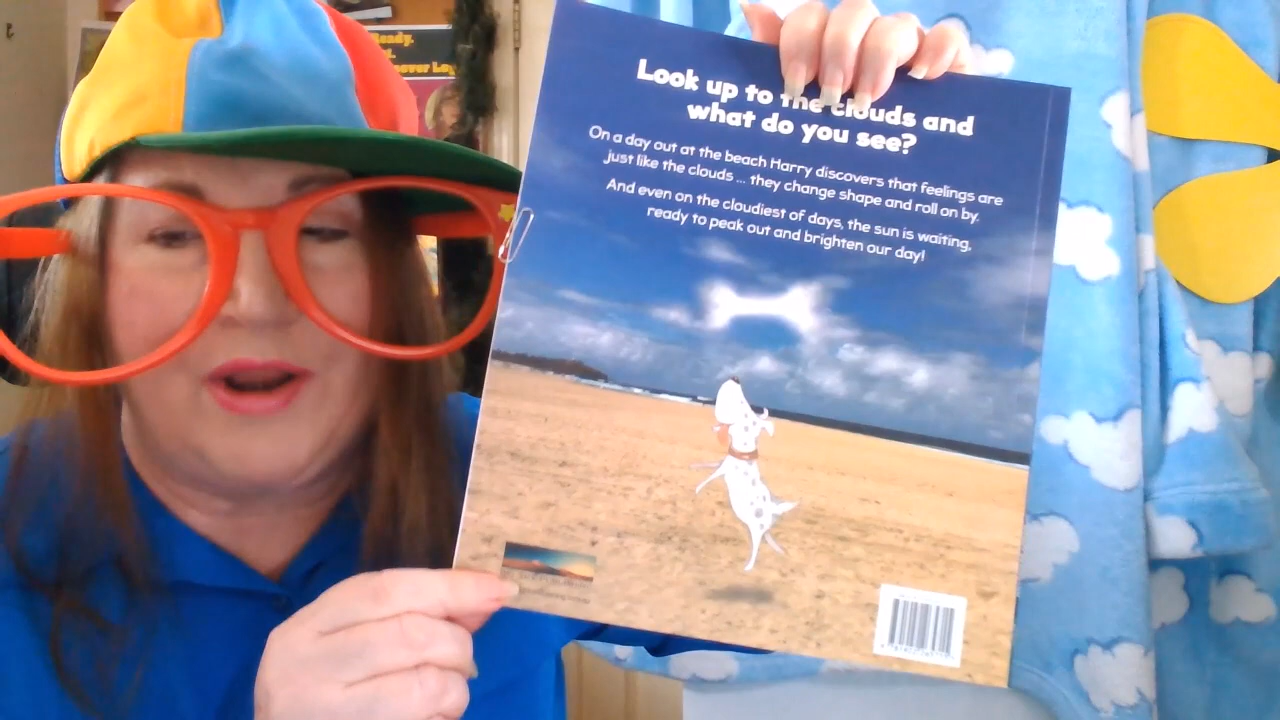 Look up to the clouds and
what do you see?
On a day out at the beach Harry discovers that feelings are
just like the clouds ... they change shape and roll on by.
And even on the cloudiest of days, the sun is waiting,
ready to peak out and brighten our day!